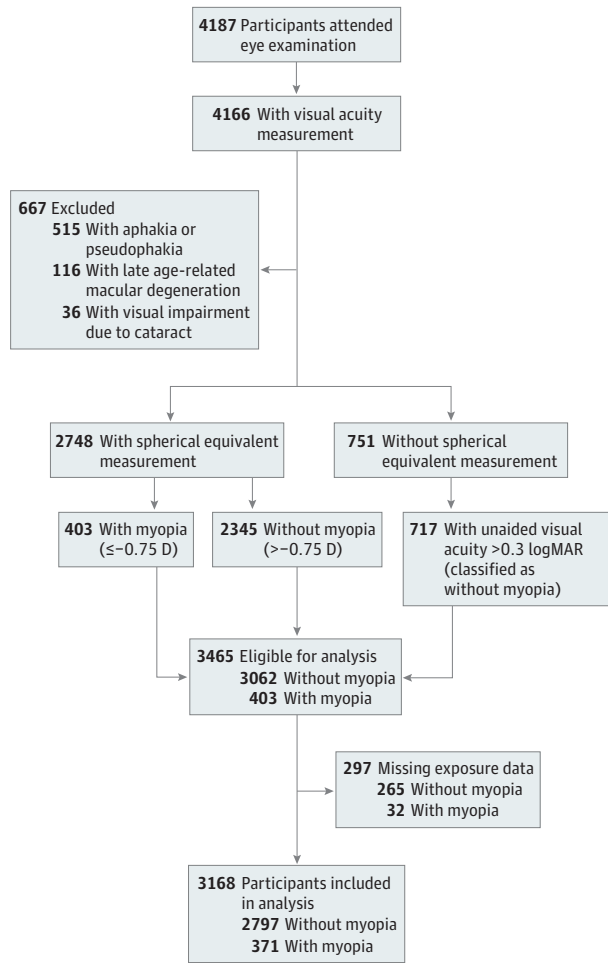 4187 Participants attended
eye examination
4166 With visual acuity
measurement
667 Excluded
515 With aphakia or
pseudophakia
116 With late age-related
macular degeneration
36 With visual impairment
due to cataract
2748 With spherical equivalent
measurement
751 Without spherical
equivalent measurement
403 With myopia
(≤−0.75 D)
2345 Without myopia
(>−0.75 D)
717 With unaided visual
acuity >0.3 logMAR
(classified as
without myopia)
3465 Eligible for analysis
3062 Without myopia
403 With myopia
297 Missing exposure data
265 Without myopia
32 With myopia
3168 Participants included
in analysis
2797 Without myopia
371 With myopia